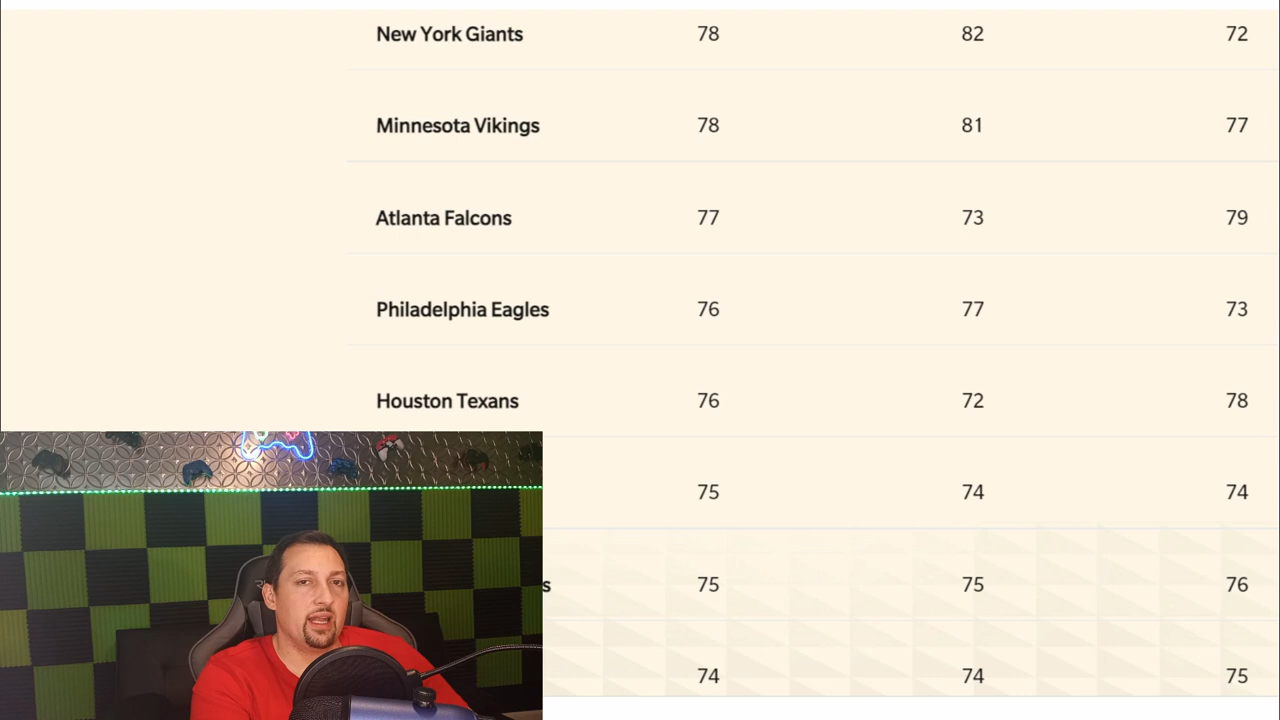 New York Giants 78 82 72
Minnesota Vikings 78 81 77
Atlanta Falcons 77 73 79
Philadelphia Eagles 76 77 73
Houston Texans 76 72 78
75 74 74
s 75 75 76
74 74 75